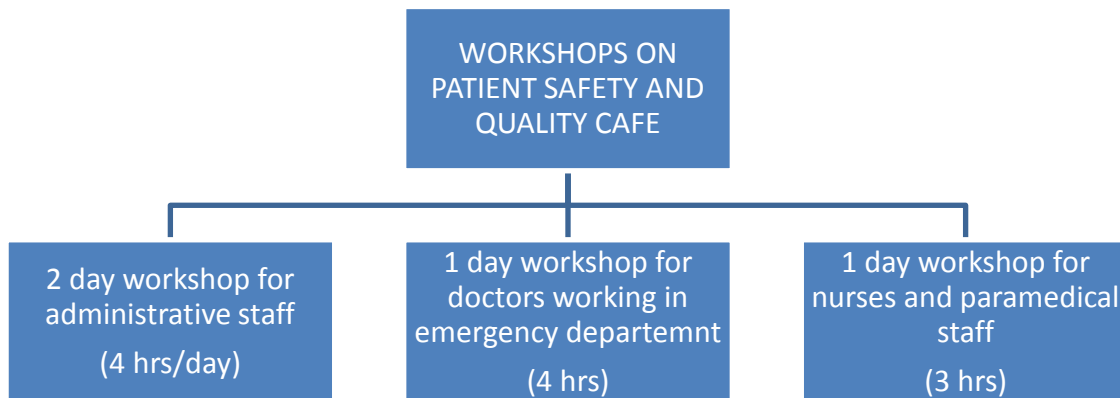 WORKSHOPS ON
PATIENT SAFETY AND
QUALITY CAFE
2 day workshop for
administrative staff
(4 hrs/day)
1 day workshop for
doctors working in
emergency departemnt
(4 hrs)
1 day workshop for
nurses and paramedical
staff
(3 hrs)